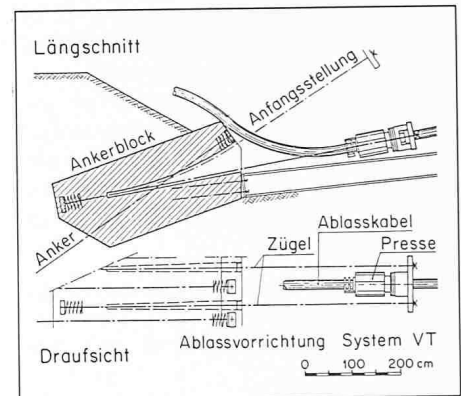 Längschnitt
Anfangsstellung
Ankerblock
Anker
Ablasskabel
Zügel
Presse
Draufsicht
Ablassvorrichtung System VT
0 100 200 cm